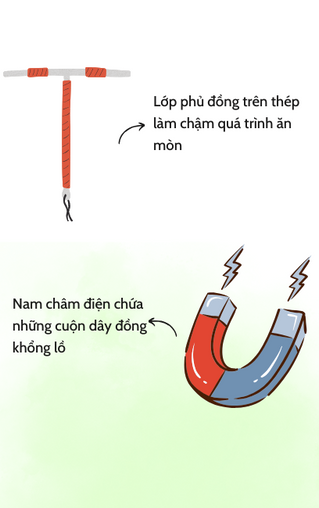 Lớp phủ đồng trên thép
làm chậm quá trình ăn
mòn
Nam châm điện chứa
những cuộn dây đồng
khổng lồ